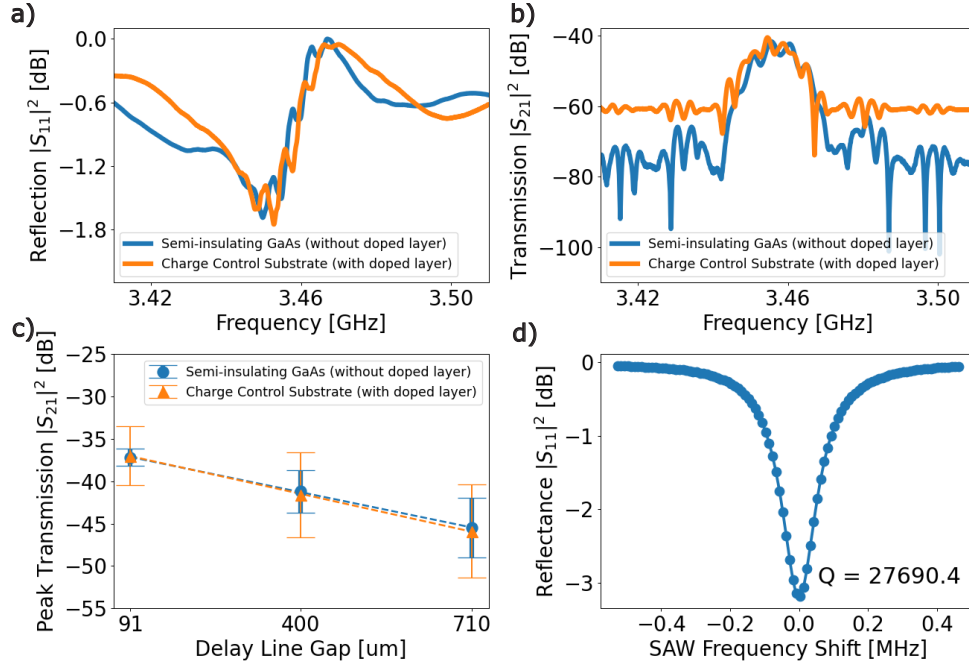 a)
Reflection |S₁₁|² [dB]
0.0
−0.6
−1.2
−1.8
Semi-insulating GaAs (without doped layer)
Charge Control Substrate (with doped layer)
3.42
3.46
3.50
Frequency [GHz]
b)
Transmission |S₂₁|² [dB]
−40
−60
−80
−100
Semi-insulating GaAs (without doped layer)
Charge Control Substrate (with doped layer)
3.42
3.46
3.50
Frequency [GHz]
c)
Peak Transmission |S₂₁|² [dB]
−25
−30
−35
−40
−45
−50
−55
Semi-insulating GaAs (without doped layer)
Charge Control Substrate (with doped layer)
91
400
710
Delay Line Gap [um]
d)
Reflectance |S₁₁|² [dB]
0
−1
−2
−3
Q = 27690.4
−0.4
−0.2
0.0
0.2
0.4
SAW Frequency Shift [MHz]